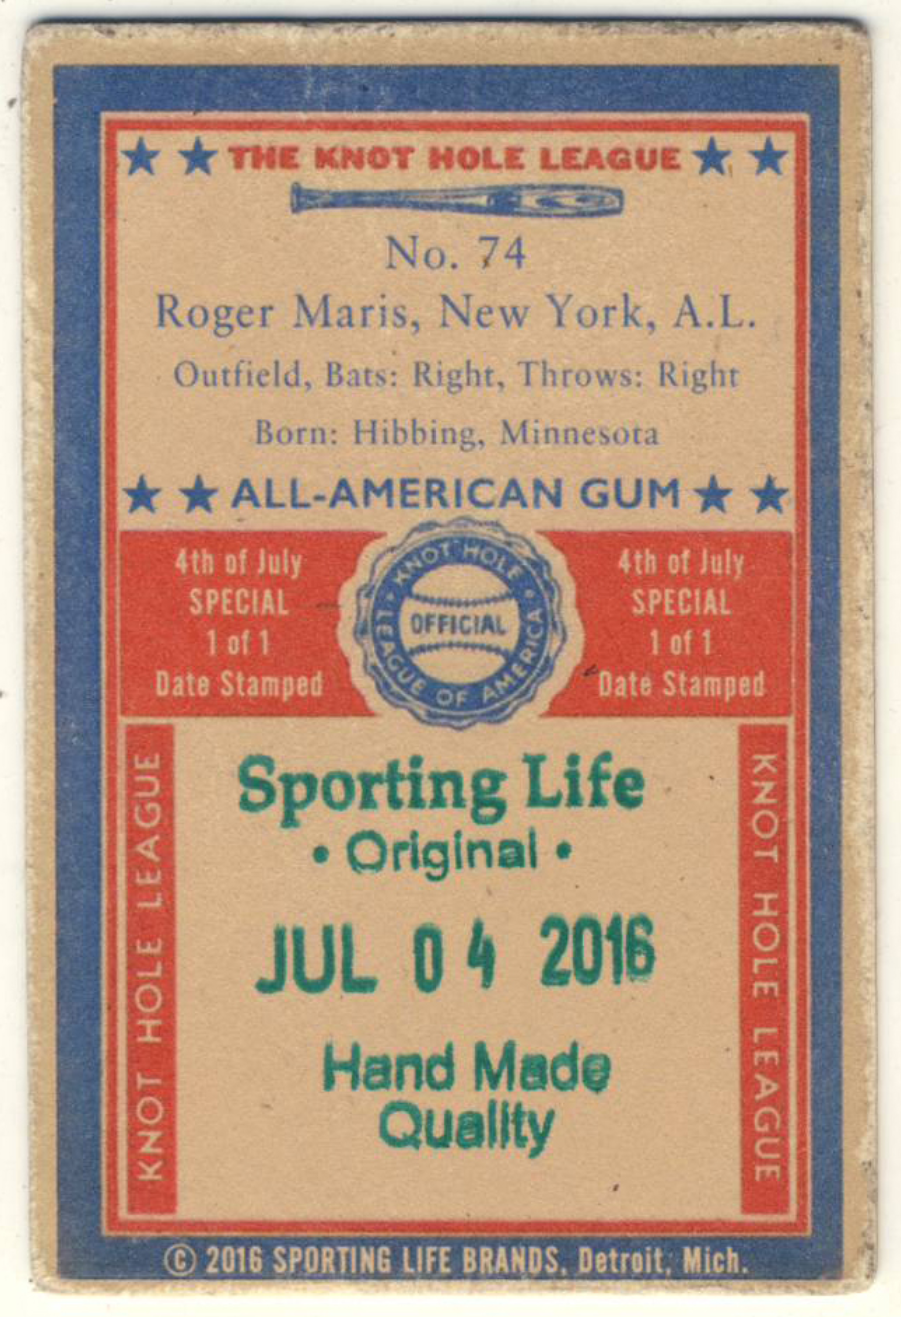 THE KNOT HOLE LEAGUE
No. 74
Roger Maris, New York, A.L.
Outfield, Bats: Right, Throws: Right
Born: Hibbing, Minnesota
ALL-AMERICAN GUM
4th of July
SPECIAL
1 of 1
Date Stamped
KNOT HOLE
LEAGUE OF AMERICA
OFFICIAL
4th of July
SPECIAL
1 of 1
Date Stamped
KNOT HOLE LEAGUE
Sporting Life
• Original •
JUL 04 2016
Hand Made
Quality
KNOT HOLE LEAGUE
© 2016 SPORTING LIFE BRANDS, Detroit, Mich.